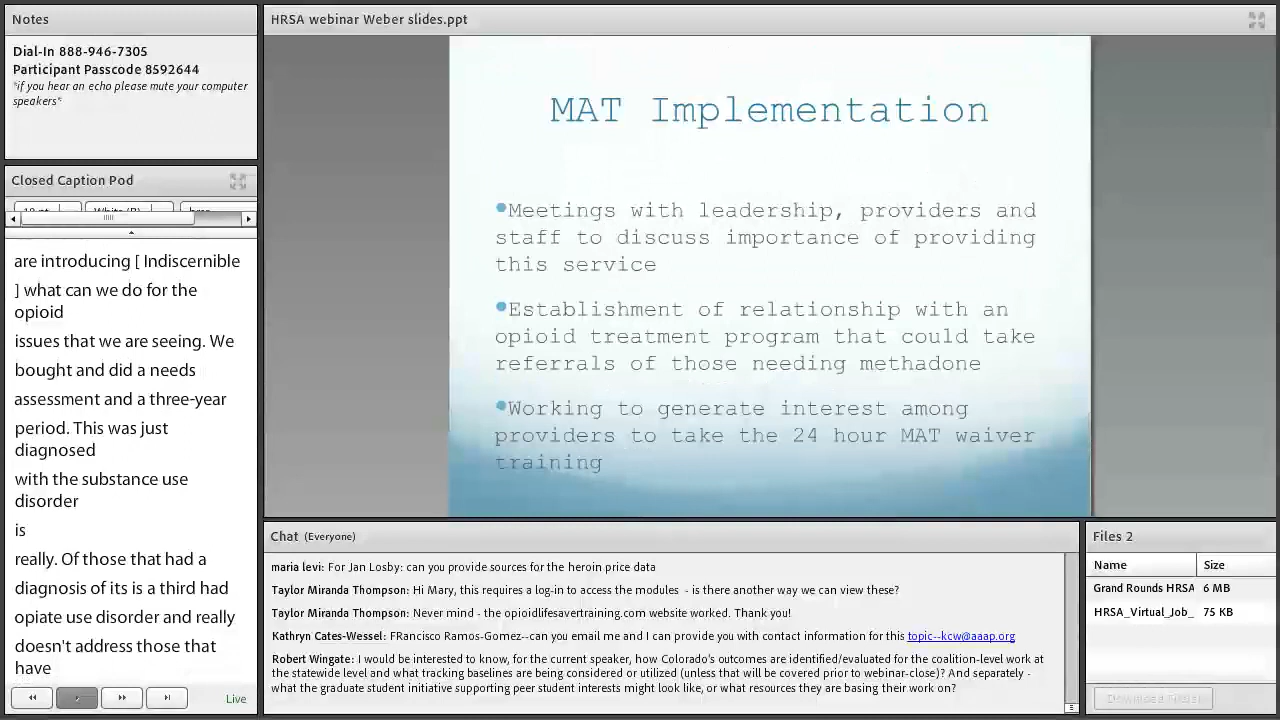 Notes
Dial-In 888-946-7305
Participant Passcode 8592644
*if you hear an echo please mute your computer
speakers*
Closed Caption Pod
are introducing [ Indiscernible
] what can we do for the
opioid
issues that we are seeing. We
bought and did a needs
assessment and a three-year
period. This was just
diagnosed
with the substance use
disorder
is
really. Of those that had a
diagnosis of its is a third had
opiate use disorder and really
doesn't address those that
have
Live
HRSA webinar Weber slides.ppt
MAT Implementation
•Meetings with leadership, providers and
staff to discuss importance of providing
this service
•Establishment of relationship with an
opioid treatment program that could take
referrals of those needing methadone
•Working to generate interest among
providers to take the 24 hour MAT waiver
training
Chat (Everyone)
maria levi: For Jan Losby: can you provide sources for the heroin price data
Taylor Miranda Thompson: Hi Mary, this requires a log-in to access the modules - is there another way we can view these?
Taylor Miranda Thompson: Never mind - the opioidlifesavertraining.com website worked. Thank you!
Kathryn Cates-Wessel: FRancisco Ramos-Gomez--can you email me and I can provide you with contact information for this topic--kcw@aaap.org
Robert Wingate: I would be interested to know, for the current speaker, how Colorado's outcomes are identified/evaluated for the coalition-level work at
the statewide level and what tracking baselines are being considered or utilized (unless that will be covered prior to webinar-close)? And separately -
what the graduate student initiative supporting peer student interests might look like, or what resources they are basing their work on?
Files 2
Name Size
Grand Rounds HRSA 6 MB
HRSA_Virtual_Job_ 75 KB